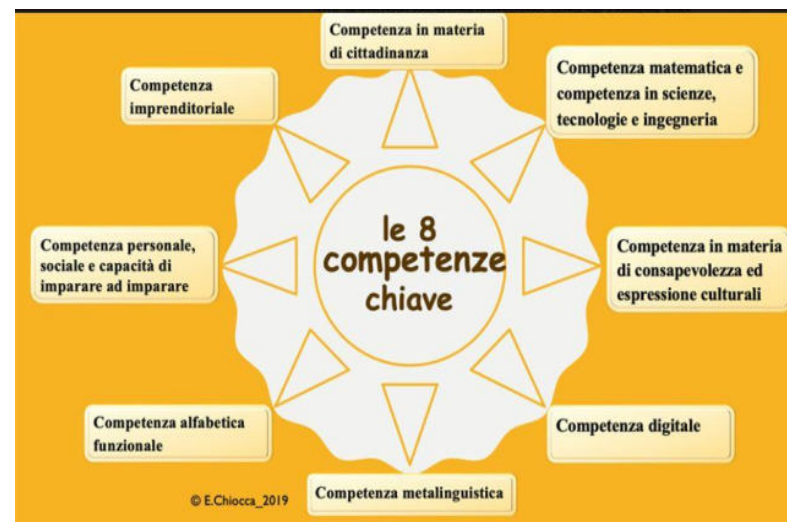 Competenza in materia
di cittadinanza
Competenza matematica e
competenza in scienze,
tecnologie e ingegneria
Competenza
imprenditoriale
le 8
competenze
chiave
Competenza personale,
sociale e capacità di
imparare ad imparare
Competenza in materia
di consapevolezza ed
espressione culturali
Competenza alfabetica
funzionale
Competenza digitale
Competenza metalinguistica
© E.Chiocca_2019